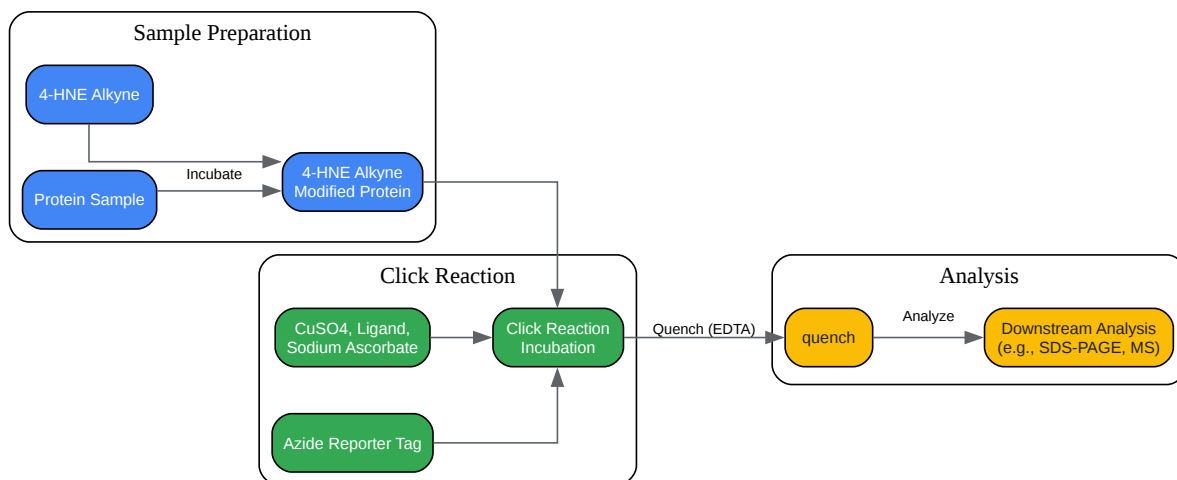 Sample Preparation
4-HNE Alkyne
Incubate
Protein Sample
4-HNE Alkyne
Modified Protein
Click Reaction
CuSO4, Ligand,
Sodium Ascorbate
Click Reaction
Incubation
Azide Reporter Tag
Quench (EDTA)
Analysis
quench
Analyze
Downstream Analysis
(e.g., SDS-PAGE, MS)